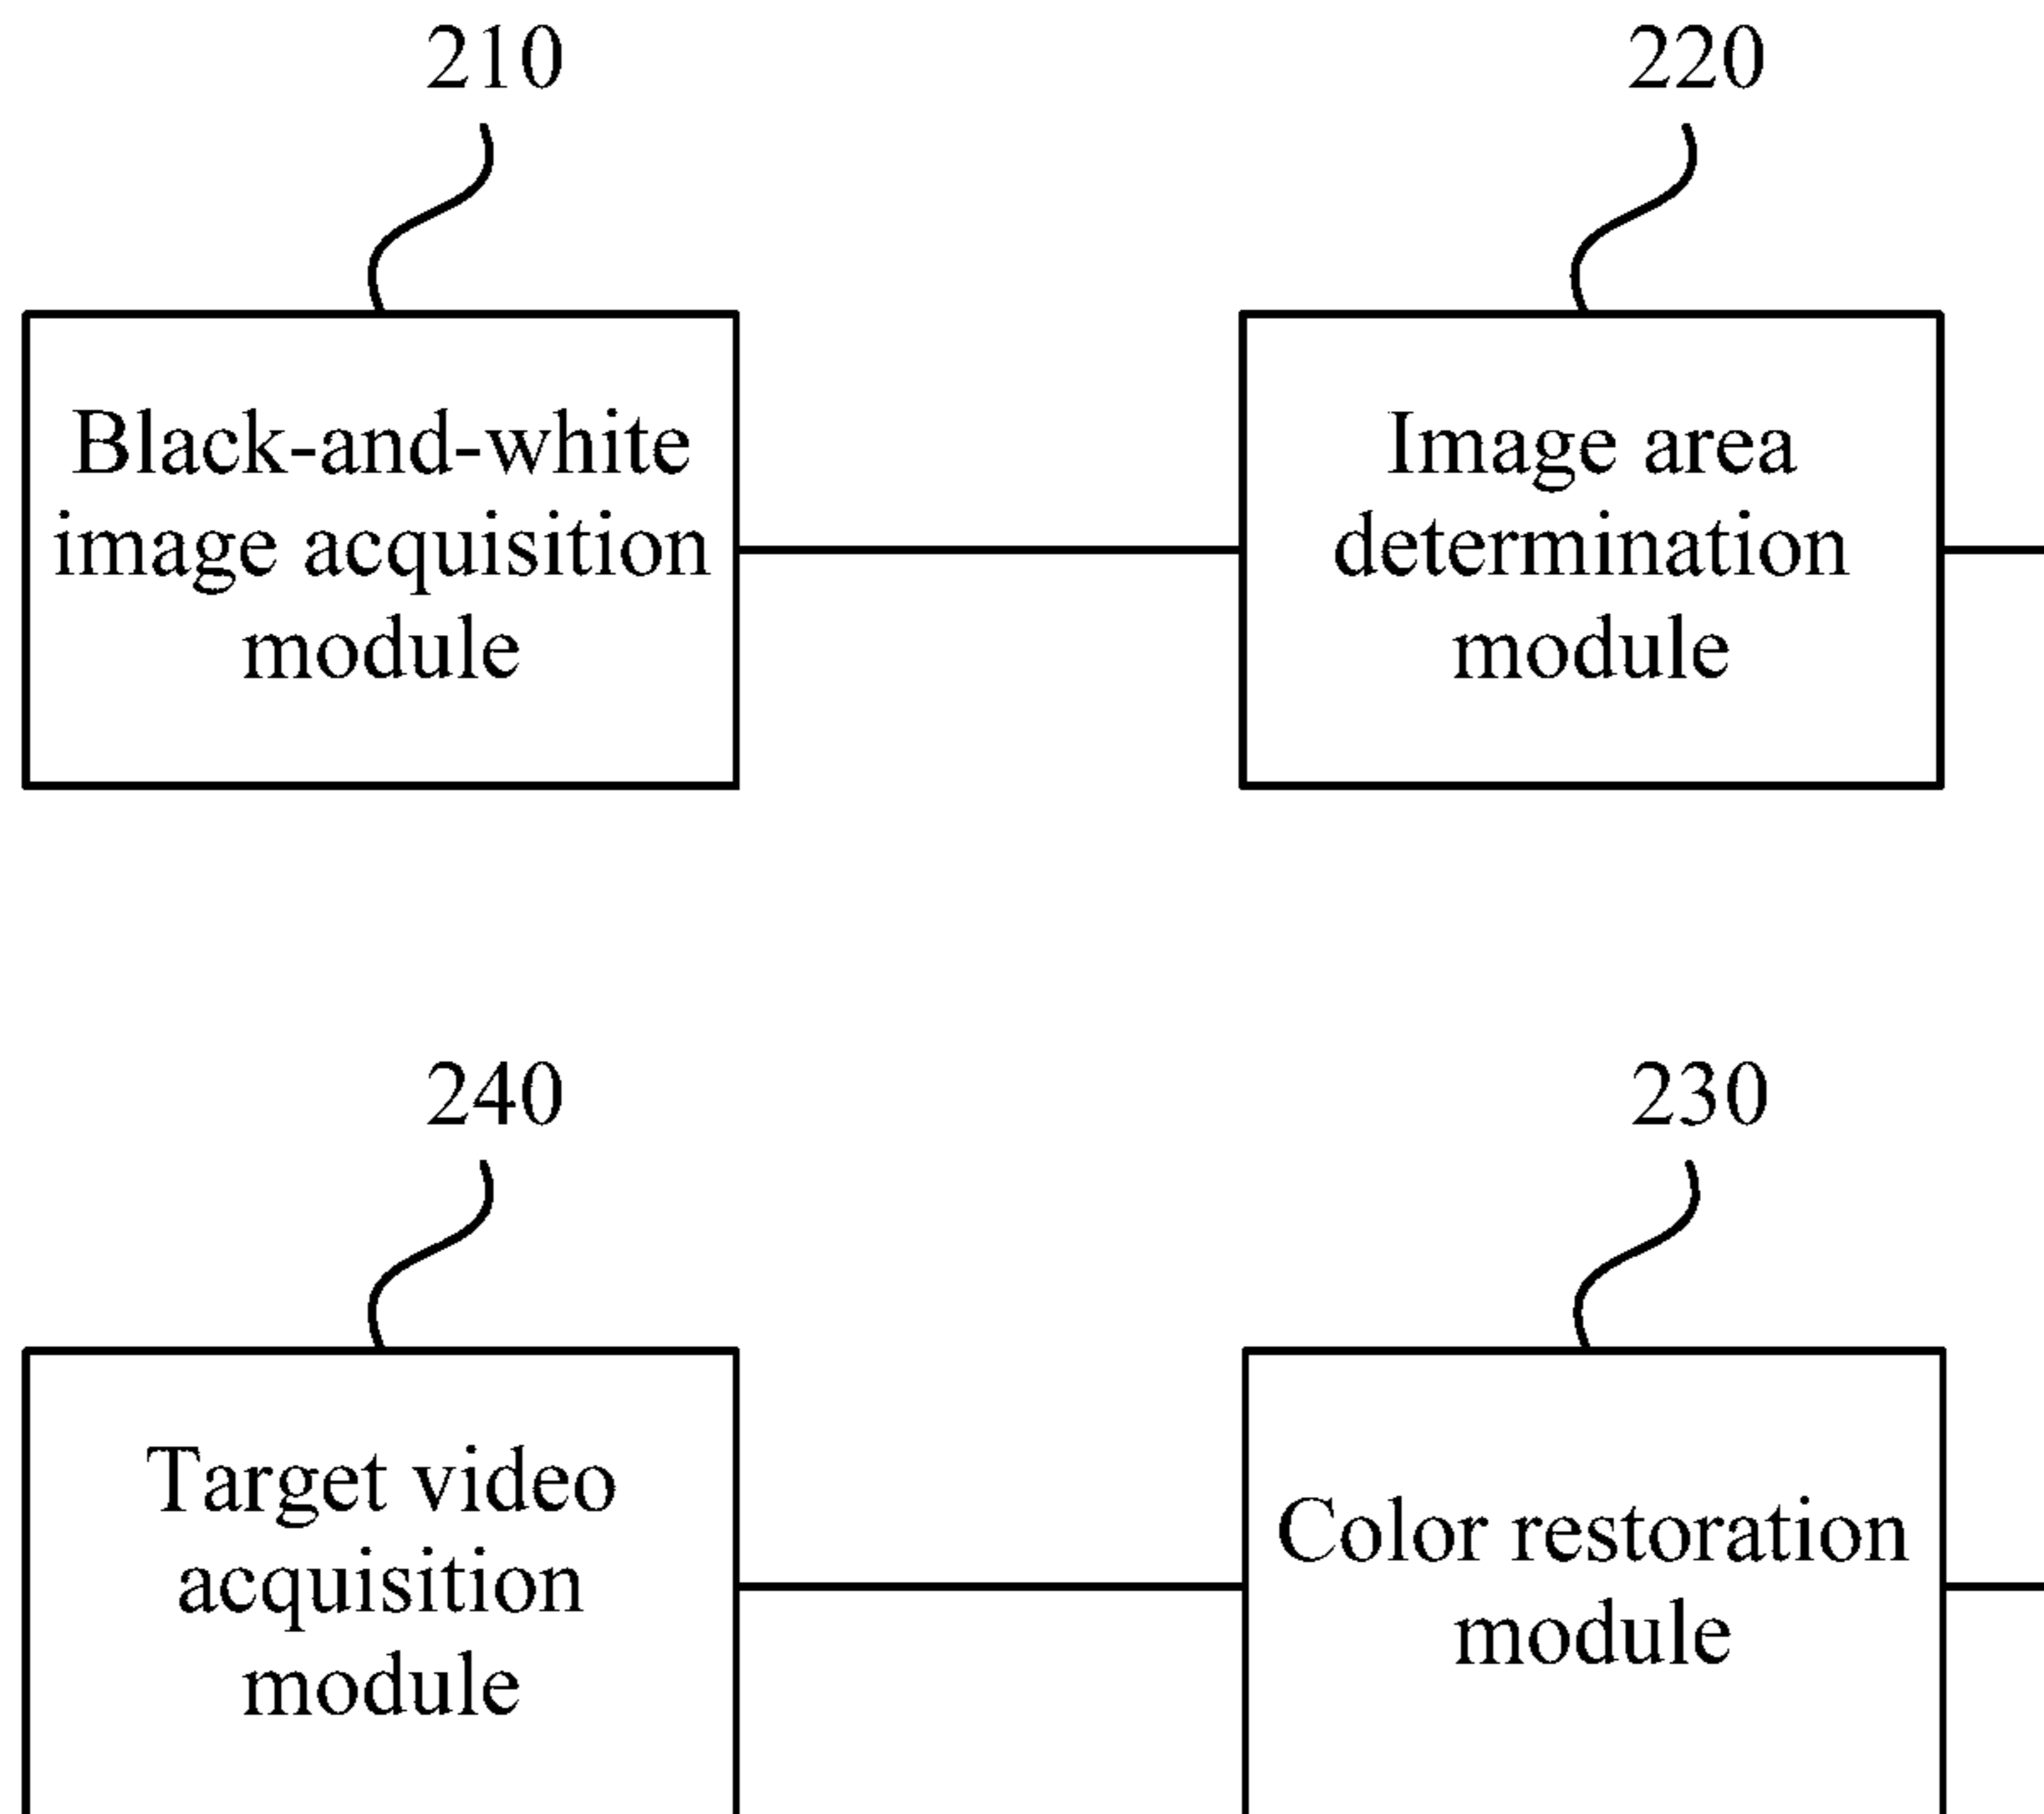 210
Black-and-white
image acquisition
module
220
Image area
determination
module
240
Target video
acquisition
module
230
Color restoration
module